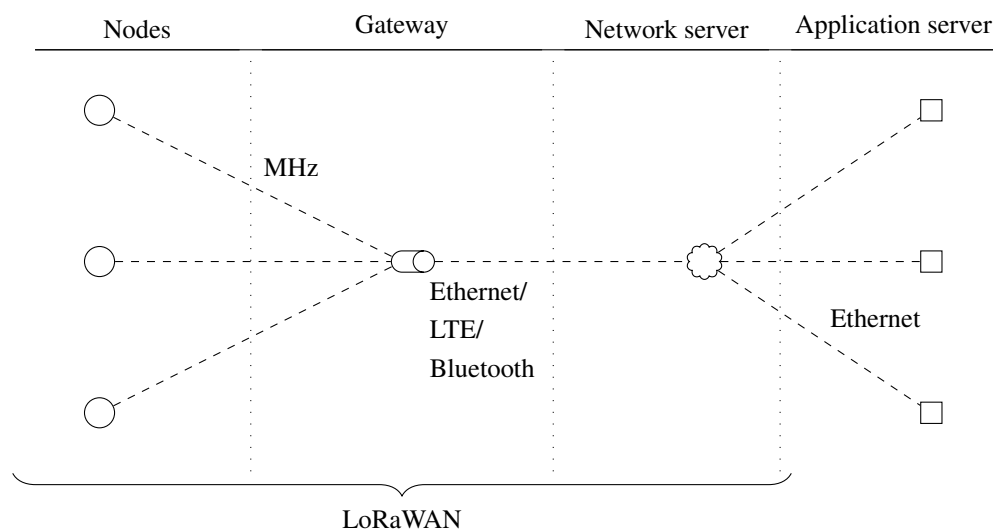 Nodes
Gateway
Network server
Application server
MHz
Ethernet/
LTE/
Bluetooth
Ethernet
LoRaWAN